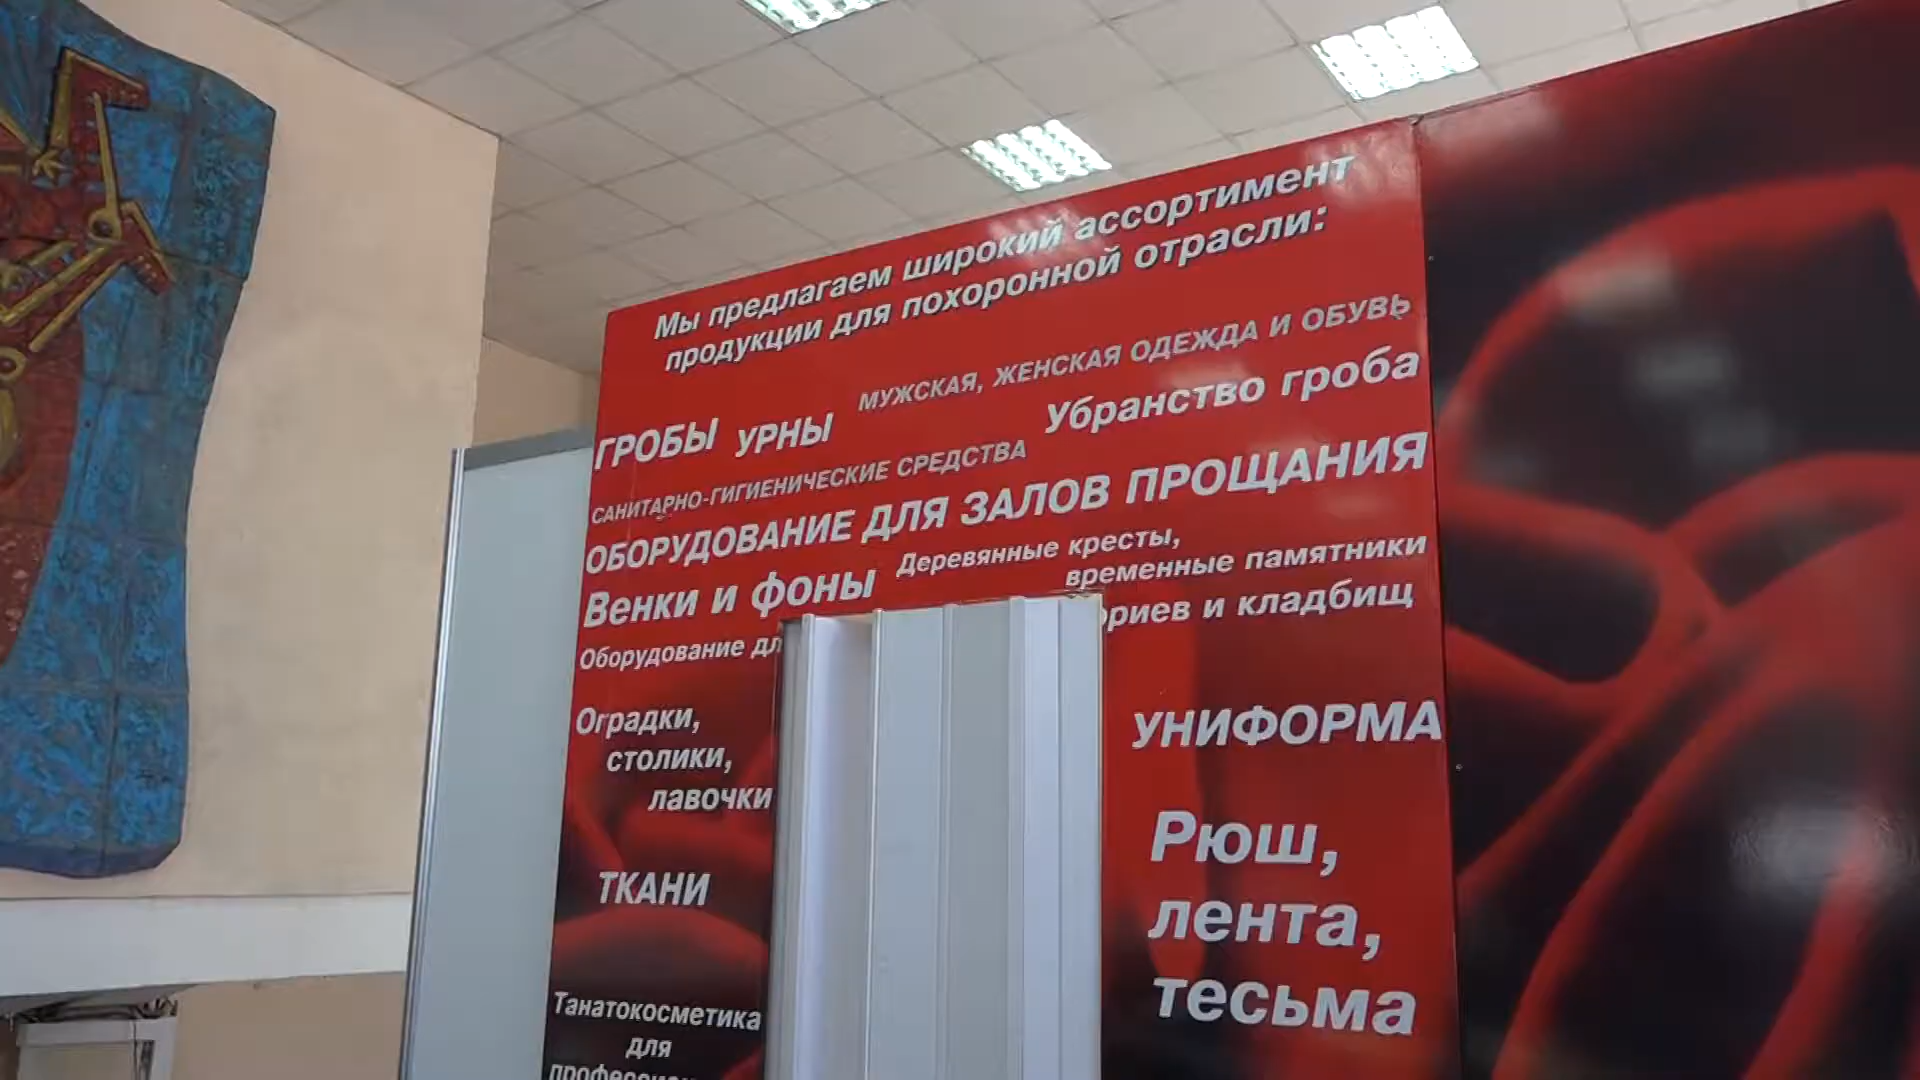 Мы предлагаем широкий ассортимент
продукции для похоронной отрасли:
ГРОБЫ УРНЫ МУЖСКАЯ, ЖЕНСКАЯ ОДЕЖДА И ОБУВЬ
САНИТАРНО-ГИГИЕНИЧЕСКИЕ СРЕДСТВА Убранство гроба
ОБОРУДОВАНИЕ ДЛЯ ЗАЛОВ ПРОЩАНИЯ
Венки и фоны Деревянные кресты,
временные памятники
Оборудование и кладбищ
Оградки,
столики,
лавочки
УНИФОРМА
ТКАНИ
Рюш,
лента,
тесьма
Танатокосметика
для